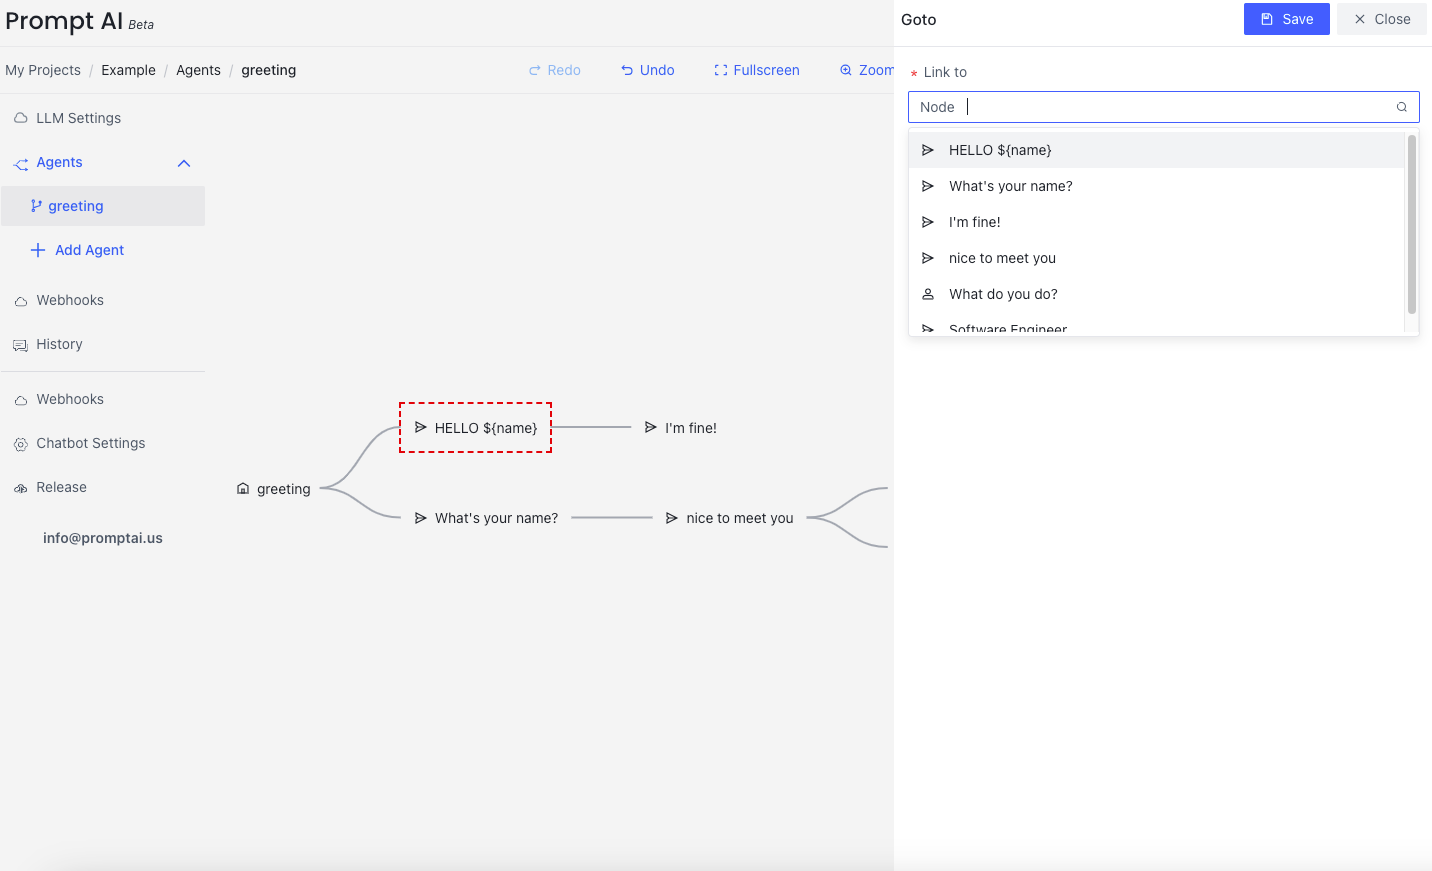 Prompt AI Beta
My Projects / Example / Agents / greeting
Redo
Undo
Fullscreen
Zoom
LLM Settings
Agents
greeting
Add Agent
Webhooks
History
Webhooks
Chatbot Settings
Release
info@promptai.us
greeting
HELLO ${name}
I'm fine!
What's your name?
nice to meet you
Goto
Save
Close
* Link to
Node
HELLO ${name}
What's your name?
I'm fine!
nice to meet you
What do you do?
Software Engineer